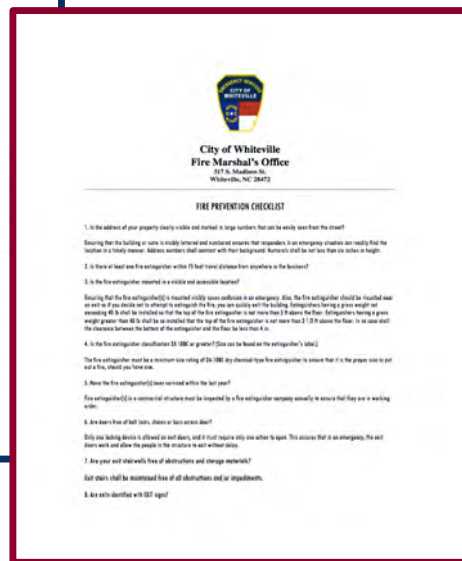 EMERGENCY SERVICES
CITY OF
WHITEVILLE
City of Whiteville
Fire Marshal's Office
317 S. Madison St.
Whiteville, NC 28472
FIRE PREVENTION CHECKLIST
1. Is the address of your property clearly visible and marked in large numbers that can be easily seen from the street?
Ensuring that the building or suite is visibly lettered and numbered ensures that responders in an emergency situation can readily find the
location in a timely manner. Address numbers shall contrast with their background. Numerals shall be not less than six inches in height.
2. Is there at least one fire extinguisher within 75 feet travel distance from anywhere in the business?
3. Is the fire extinguisher mounted in a visible and accessible location?
Ensuring that the fire extinguisher(s) is mounted visibly saves confusion in an emergency. Also, the fire extinguisher should be mounted near
an exit so if you decide not to attempt to extinguish the fire, you can quickly exit the building. Extinguishers having a gross weight not
exceeding 40 lb shall be installed so that the top of the fire extinguisher is not more than 5 ft above the floor. Extinguishers having a gross
weight greater than 40 lb shall be so installed that the top of the fire extinguisher is not more than 3 1/2 ft above the floor. In no case shall
the clearance between the bottom of the extinguisher and the floor be less than 4 in.
4. Is the fire extinguisher classification 2A 10BC or greater? (Size can be found on the extinguisher's label.)
The fire extinguisher must be a minimum size rating of 2A-10BC dry chemical type fire extinguisher to ensure that it is the proper size to put
out a fire, should you have one.
5. Have the fire extinguisher(s) been serviced within the last year?
Fire extinguisher(s) in a commercial structure must be inspected by a fire extinguisher company annually to ensure that they are in working
order.
6. Are doors free of bolt locks, chains or bars across door?
Only one locking device is allowed on exit doors, and it must require only one action to open. This assures that in an emergency, the exit
doors work and allow the people in the structure to exit without delay.
7. Are your exit stairwells free of obstructions and storage materials?
Exit stairs shall be maintained free of all obstructions and/or impediments.
8. Are exits identified with EXIT signs?